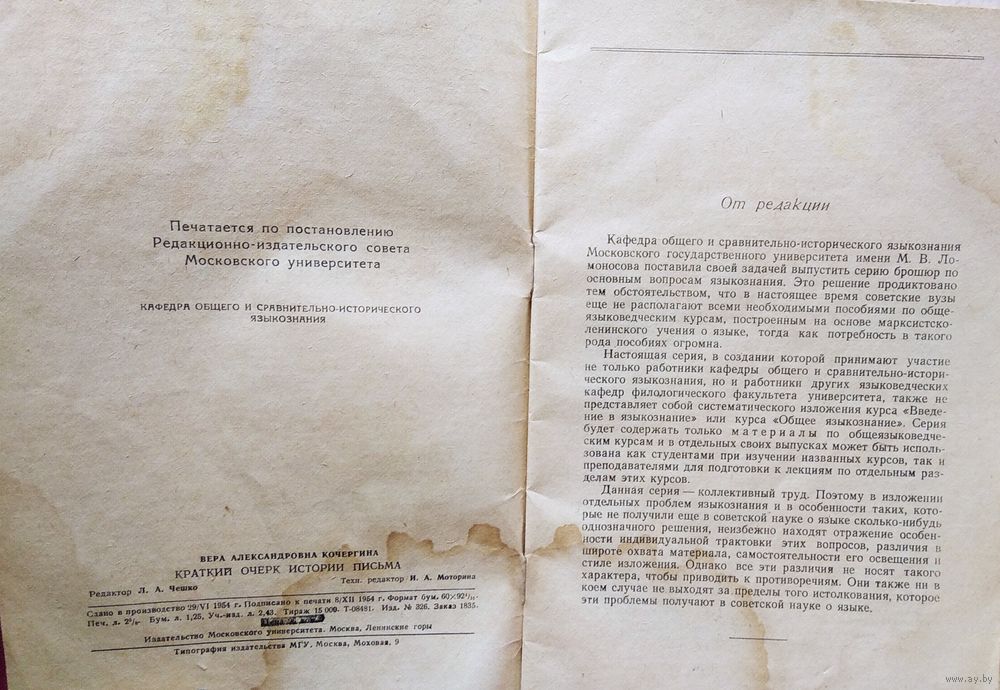 Печатается по постановлению
Редакционно-издательского совета
Московского университета
КАФЕДРА ОБЩЕГО И СРАВНИТЕЛЬНО-ИСТОРИЧЕСКОГО
ЯЗЫКОЗНАНИЯ
ВЕРА АЛЕКСАНДРОВНА КОЧЕРГИНА
КРАТКИЙ ОЧЕРК ИСТОРИИ ПИСЬМА
Редактор Л. А. Чешко
Техн. редактор И. А. Моторина
Сдано в производство 29/VI 1954 г. Подписано к печати 8/XII 1954 г. Формат бум. 60×92¹/₁₆.
Печ. л. 2¹/₂. Бум. л. 1,25, Уч.-изд. л. 2,43. Тираж 15 000. Т-08481. Изд. № 326. Заказ 1835.
Издательство Московского университета. Москва, Ленинские горы
Типография издательства МГУ, Москва, Моховая, 9
От редакции
Кафедра общего и сравнительно-исторического языкознания
Московского государственного университета имени М. В. Ло-
моносова поставила своей задачей выпустить серию брошюр по
основным вопросам языкознания. Это решение продиктовано
тем обстоятельством, что в настоящее время советские вузы
еще не располагают всеми необходимыми пособиями по обще-
языковедческим курсам, построенным на основе марксистско-
ленинского учения о языке, тогда как потребность в такого
рода пособиях огромна.
Настоящая серия, в создании которой принимают участие
не только работники кафедры общего и сравнительно-истори-
ческого языкознания, но и работники других языковедческих
кафедр филологического факультета университета, также не
представляет собой систематического изложения курса «Введе-
ние в языкознание» или курса «Общее языкознание». Серия
будет содержать только материалы по общеязыковедче-
ским курсам и в отдельных своих выпусках может быть исполь-
зована как студентами при изучении названных курсов, так и
преподавателями для подготовки к лекциям по отдельным раз-
делам этих курсов.
Данная серия — коллективный труд. Поэтому в изложении
отдельных проблем языкознания и в особенности таких, кото-
рые не получили еще в советской науке о языке сколько-нибудь
однозначного решения, неизбежно находят отражение особен-
ности индивидуальной трактовки этих вопросов, различия в
широте охвата материала, самостоятельности его освещения и
стиле изложения. Однако все эти различия не носят такого
характера, чтобы приводить к противоречиям. Они также ни в
коем случае не выходят за пределы того истолкования, которое
эти проблемы получают в советской науке о языке.
www.ay.by